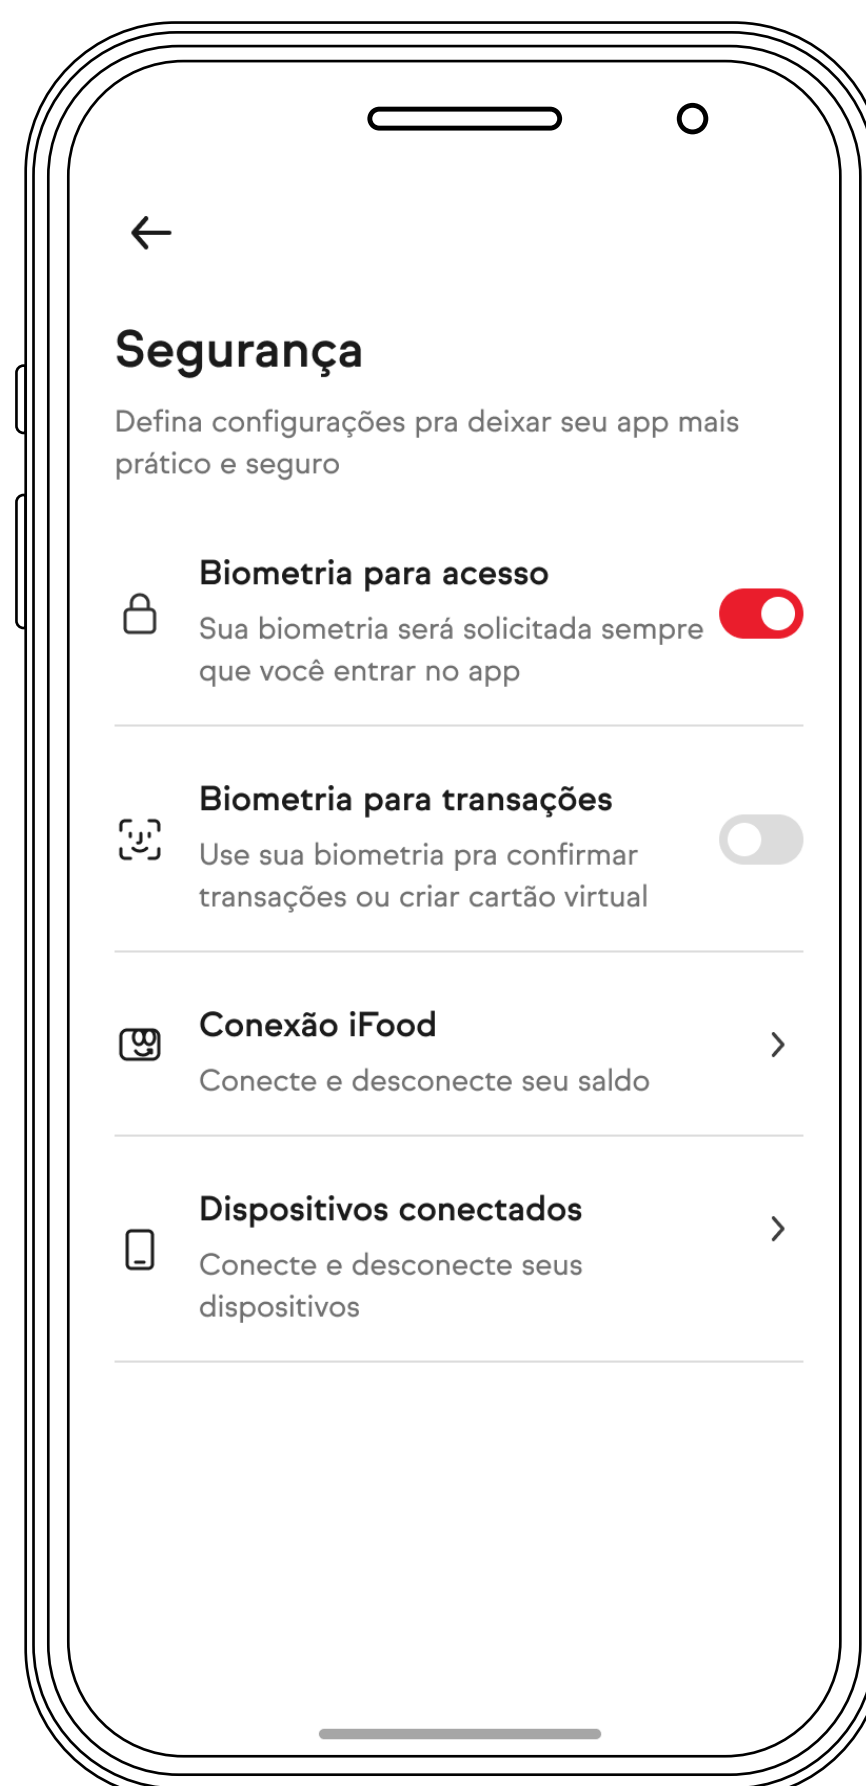 Segurança
Defina configurações pra deixar seu app mais
prático e seguro
Biometria para acesso
Sua biometria será solicitada sempre
que você entrar no app
Biometria para transações
Use sua biometria pra confirmar
transações ou criar cartão virtual
Conexão iFood
Conecte e desconecte seu saldo
Dispositivos conectados
Conecte e desconecte seus
dispositivos